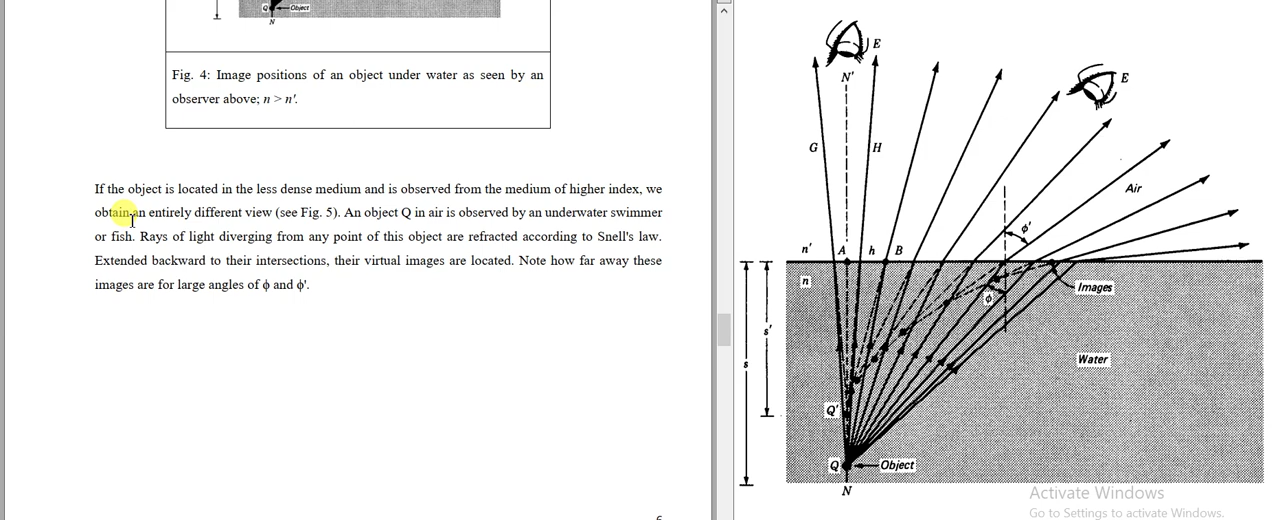 Q
Object
N
Fig. 4: Image positions of an object under water as seen by an
observer above; n > n'.
If the object is located in the less dense medium and is observed from the medium of higher index, we
obtain an entirely different view (see Fig. 5). An object Q in air is observed by an underwater swimmer
or fish. Rays of light diverging from any point of this object are refracted according to Snell's law.
Extended backward to their intersections, their virtual images are located. Note how far away these
images are for large angles of ϕ and ϕ'.
E
N'
E
G
H
Air
ϕ'
n'
A
h
B
n
Images
ϕ
s'
s
Water
Q'
Q
Object
N
Activate Windows
Go to Settings to activate Windows.